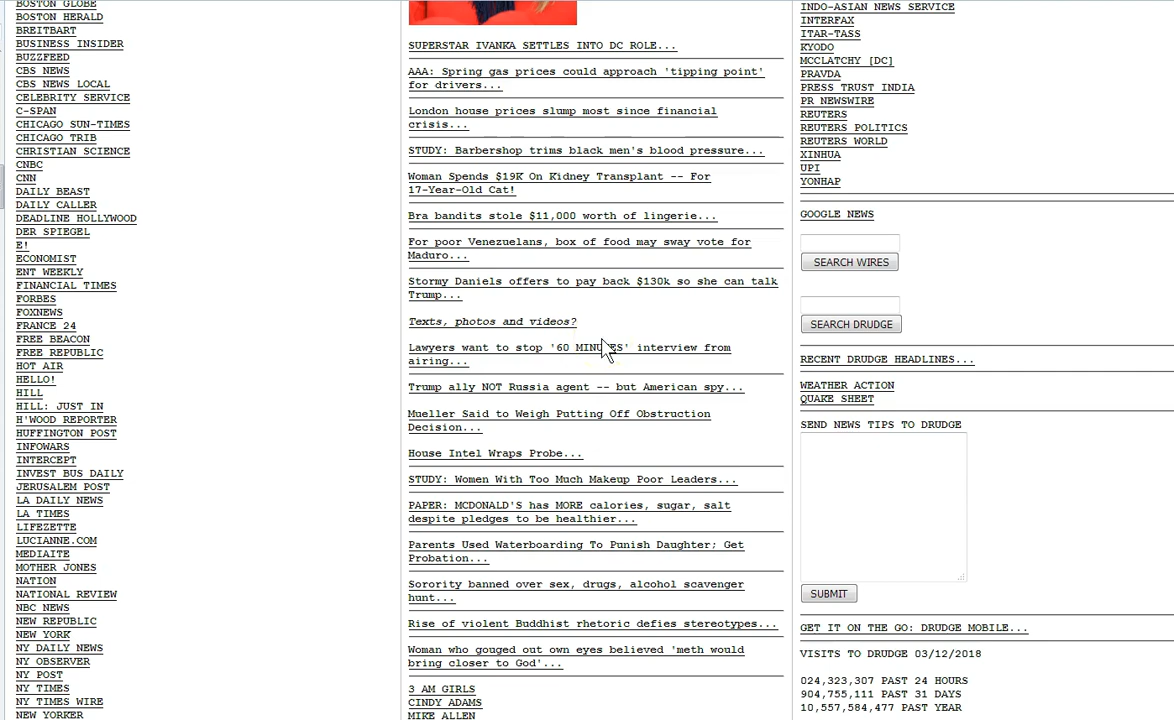 BOSTON GLOBE
BOSTON HERALD
BREITBART
BUSINESS INSIDER
BUZZFEED
CBS NEWS
CBS NEWS LOCAL
CELEBRITY SERVICE
C-SPAN
CHICAGO SUN-TIMES
CHICAGO TRIB
CHRISTIAN SCIENCE
CNBC
CNN
DAILY BEAST
DAILY CALLER
DEADLINE HOLLYWOOD
DER SPIEGEL
E!
ECONOMIST
ENT WEEKLY
FINANCIAL TIMES
FORBES
FOXNEWS
FRANCE 24
FREE BEACON
FREE REPUBLIC
HOT AIR
HELLO!
HILL
HILL: JUST IN
H'WOOD REPORTER
HUFFINGTON POST
INFOWARS
INTERCEPT
INVEST BUS DAILY
JERUSALEM POST
LA DAILY NEWS
LA TIMES
LIFEZETTE
LUCIANNE.COM
MEDIAITE
MOTHER JONES
NATION
NATIONAL REVIEW
NBC NEWS
NEW REPUBLIC
NEW YORK
NY DAILY NEWS
NY OBSERVER
NY POST
NY TIMES
NY TIMES WIRE
NEW YORKER
SUPERSTAR IVANKA SETTLES INTO DC ROLE...
AAA: Spring gas prices could approach 'tipping point'
for drivers...
London house prices slump most since financial
crisis...
STUDY: Barbershop trims black men's blood pressure...
Woman Spends $19K On Kidney Transplant -- For
17-Year-Old Cat!
Bra bandits stole $11,000 worth of lingerie...
For poor Venezuelans, box of food may sway vote for
Maduro...
Stormy Daniels offers to pay back $130k so she can talk
Trump...
Texts, photos and videos?
Lawyers want to stop '60 MINUTES' interview from
airing...
Trump ally NOT Russia agent -- but American spy...
Mueller Said to Weigh Putting Off Obstruction
Decision...
House Intel Wraps Probe...
STUDY: Women With Too Much Makeup Poor Leaders...
PAPER: MCDONALD'S has MORE calories, sugar, salt
despite pledges to be healthier...
Parents Used Waterboarding To Punish Daughter; Get
Probation...
Sorority banned over sex, drugs, alcohol scavenger
hunt...
Rise of violent Buddhist rhetoric defies stereotypes...
Woman who gouged out own eyes believed 'meth would
bring closer to God'...
3 AM GIRLS
CINDY ADAMS
MIKE ALLEN
INDO-ASIAN NEWS SERVICE
INTERFAX
ITAR-TASS
KYODO
MCCLATCHY [DC]
PRAVDA
PRESS TRUST INDIA
PR NEWSWIRE
REUTERS
REUTERS POLITICS
REUTERS WORLD
XINHUA
UPI
YONHAP
GOOGLE NEWS
SEARCH WIRES
SEARCH DRUDGE
RECENT DRUDGE HEADLINES...
WEATHER ACTION
QUAKE SHEET
SEND NEWS TIPS TO DRUDGE
SUBMIT
GET IT ON THE GO: DRUDGE MOBILE...
VISITS TO DRUDGE 03/12/2018
024,323,307 PAST 24 HOURS
904,755,111 PAST 31 DAYS
10,557,584,477 PAST YEAR